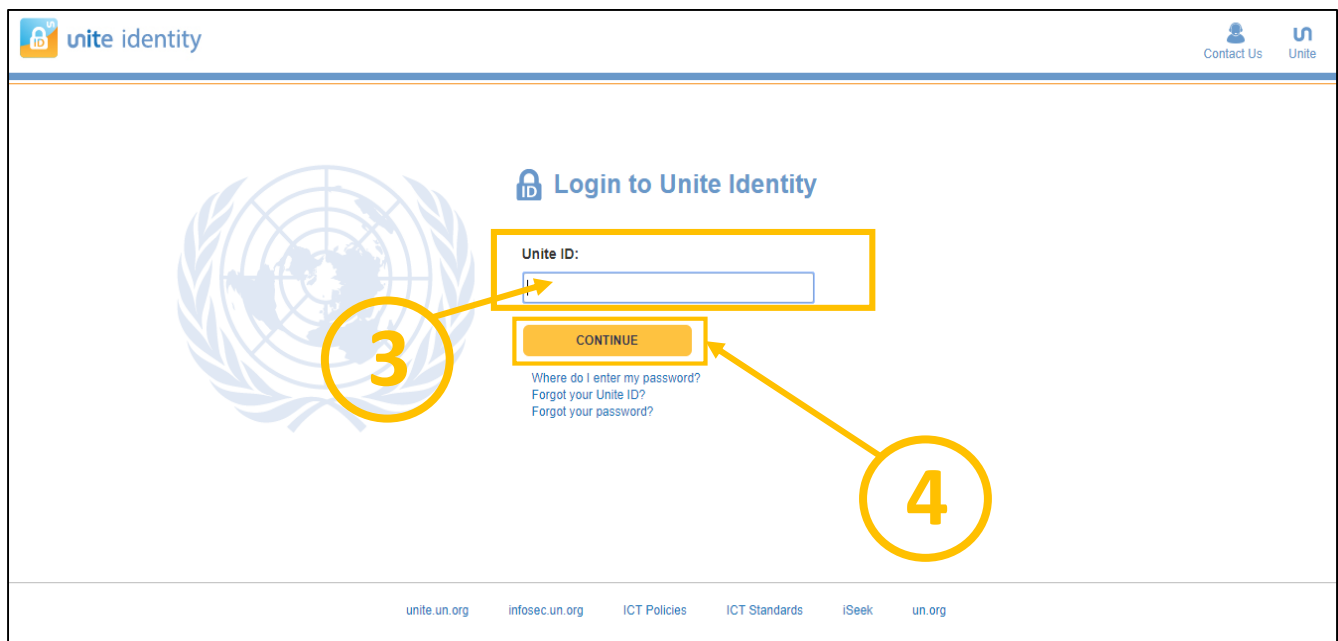 unite identity
Contact Us
Unite
Login to Unite Identity
Unite ID:
3
CONTINUE
Where do I enter my password?
Forgot your Unite ID?
Forgot your password?
4
unite.un.org infosec.un.org ICT Policies ICT Standards iSeek un.org